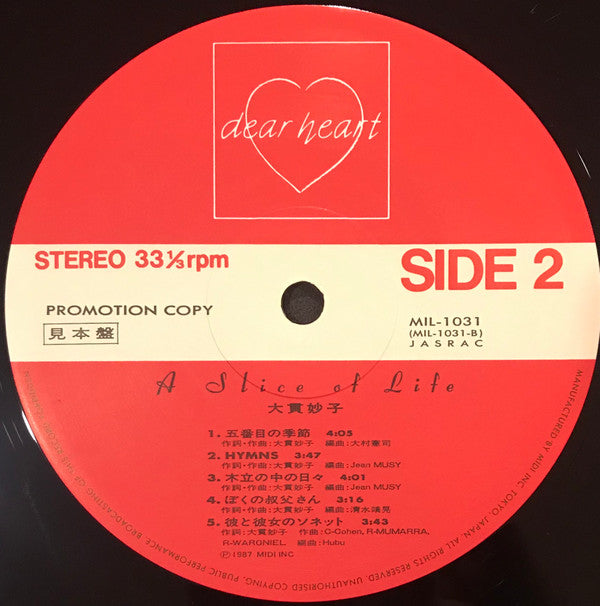 dear heart
STEREO 33⅓rpm
SIDE 2
PROMOTION COPY
見本盤
MIL-1031
(MIL-1031-B)
JASRAC
A Slice of Life
大貫妙子
1. 五番目の季節 4:05
作詞・作曲:大貫妙子 編曲:大村憲司
2. HYMNS 3:47
作詞・作曲:大貫妙子 編曲:Jean MUSY
3. 木立の中の日々 4:01
作詞・作曲:大貫妙子 編曲:Jean MUSY
4. ぼくの叔父さん 3:16
作詞・作曲:大貫妙子 編曲:清水靖晃
5. 彼と彼女のソネット 3:43
作詞:大貫妙子 作曲:C-Cohen, R-MUMARRA,
R-WARGNIEL, 編曲:Hubu
Ⓟ1987 MIDI INC
MANUFACTURED BY MIDI INC TOKYO, JAPAN. ALL RIGHTS RESERVED. UNAUTHORISED COPYING, PUBLIC PERFORMANCE, BROADCASTING OF THIS RECORD